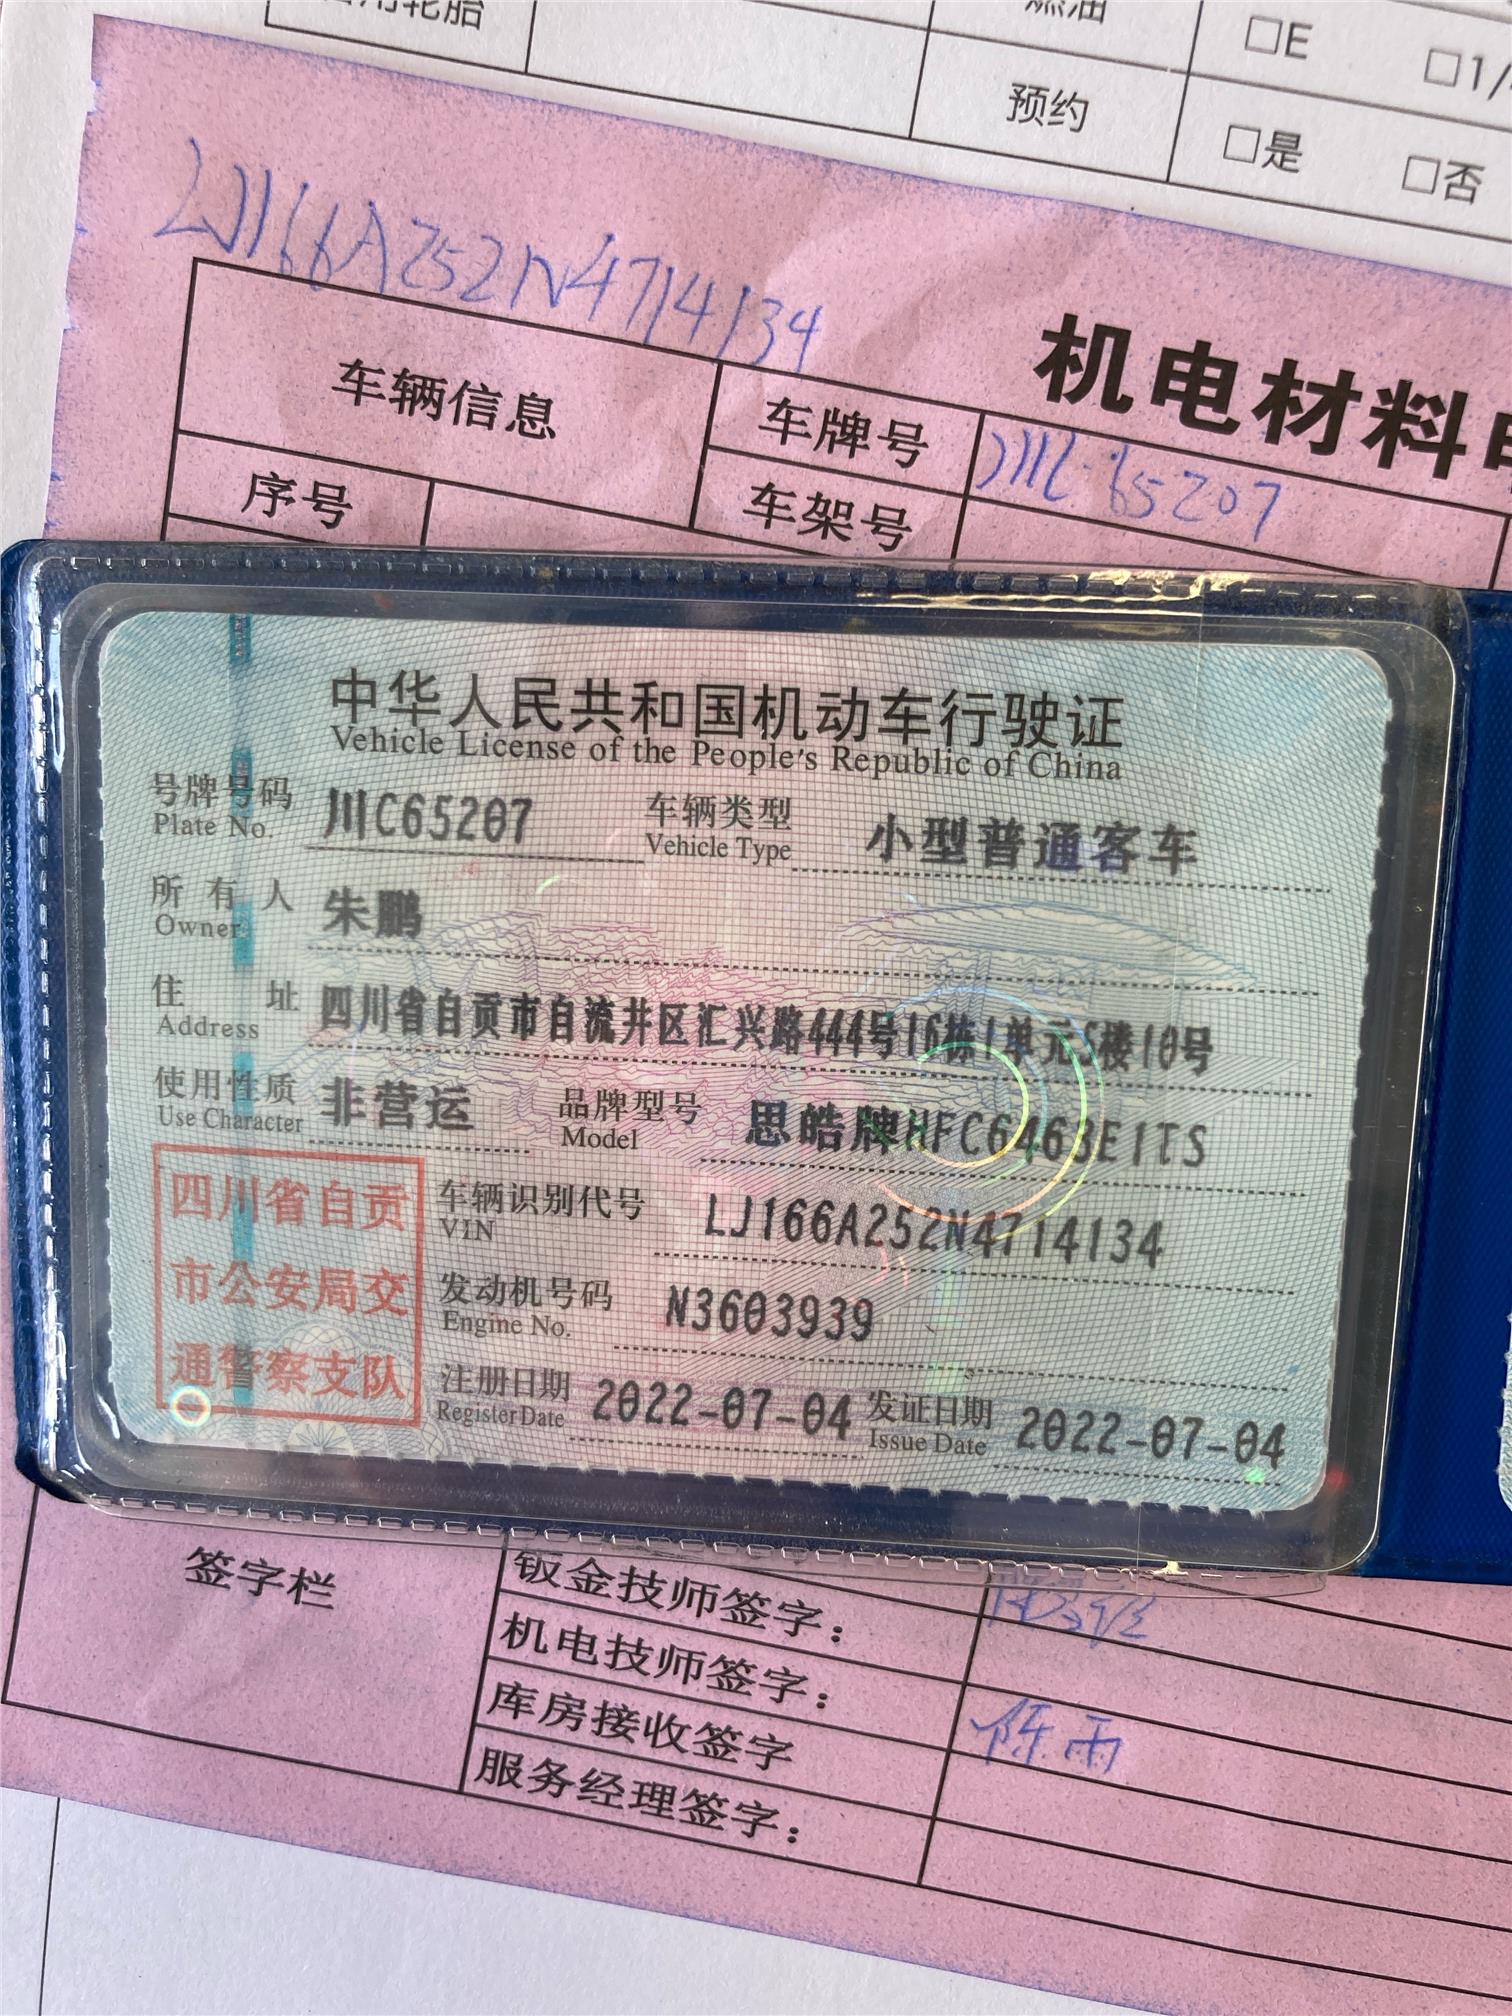 用轮胎
燃油 □E □1/
预约 □是 □否
LJ166A252N4714134
机电材料
车辆信息 车牌号 川C·65207
序号 车架号
中华人民共和国机动车行驶证
Vehicle License of the People's Republic of China
号牌号码 川C65207 车辆类型 小型普通客车
Plate No. Vehicle Type
所有人 朱鹏
Owner
住址 四川省自贡市自流井区汇兴路444号16栋1单元6楼10号
Address
使用性质 非营运 品牌型号 思皓牌HFC6463E1TS
Use Character Model
四川省自贡
市公安局交
通警察支队
车辆识别代号 LJ166A252N4714134
VIN
发动机号码 N3603939
Engine No.
注册日期 2022-07-04 发证日期 2022-07-04
Register Date Issue Date
签字栏 钣金技师签字：
机电技师签字：
库房接收签字 陈雨
服务经理签字：